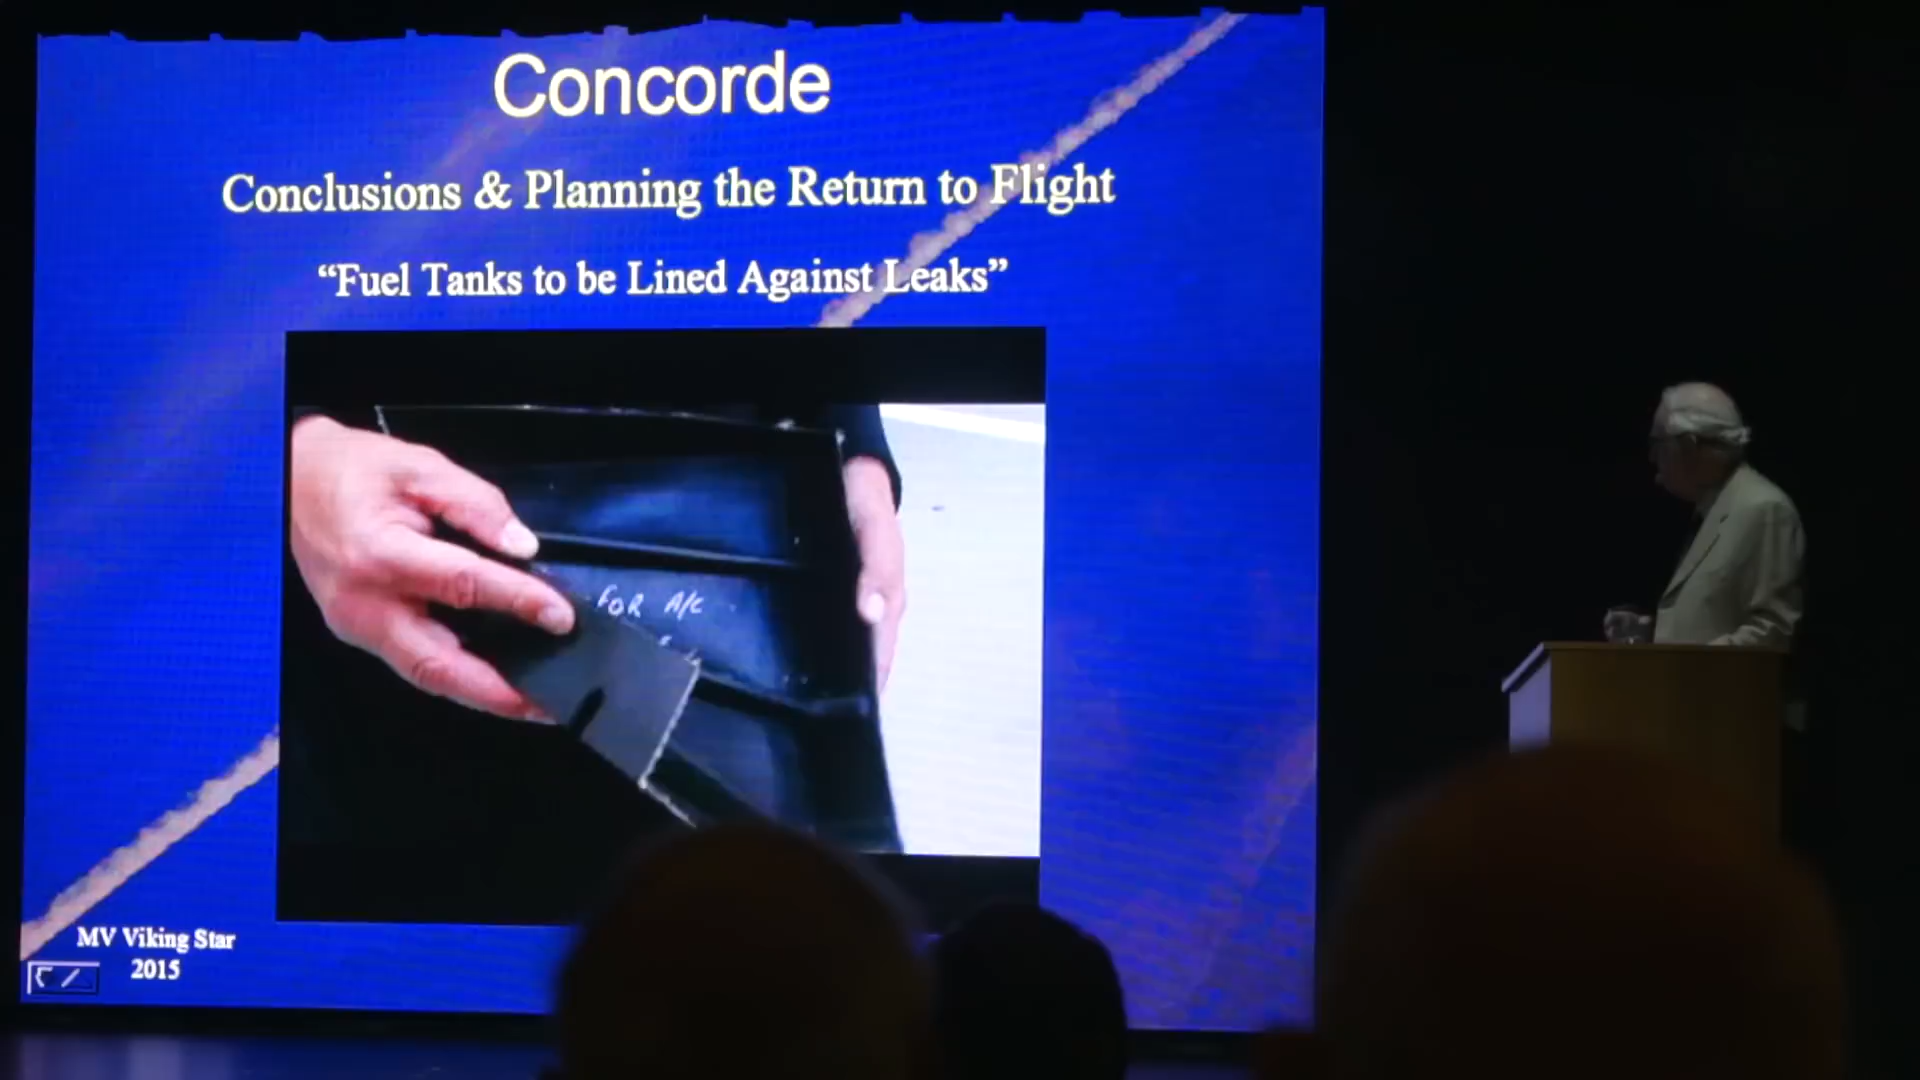 Concorde
Conclusions & Planning the Return to Flight
“Fuel Tanks to be Lined Against Leaks”
FOR A/C
MV Viking Star
2015